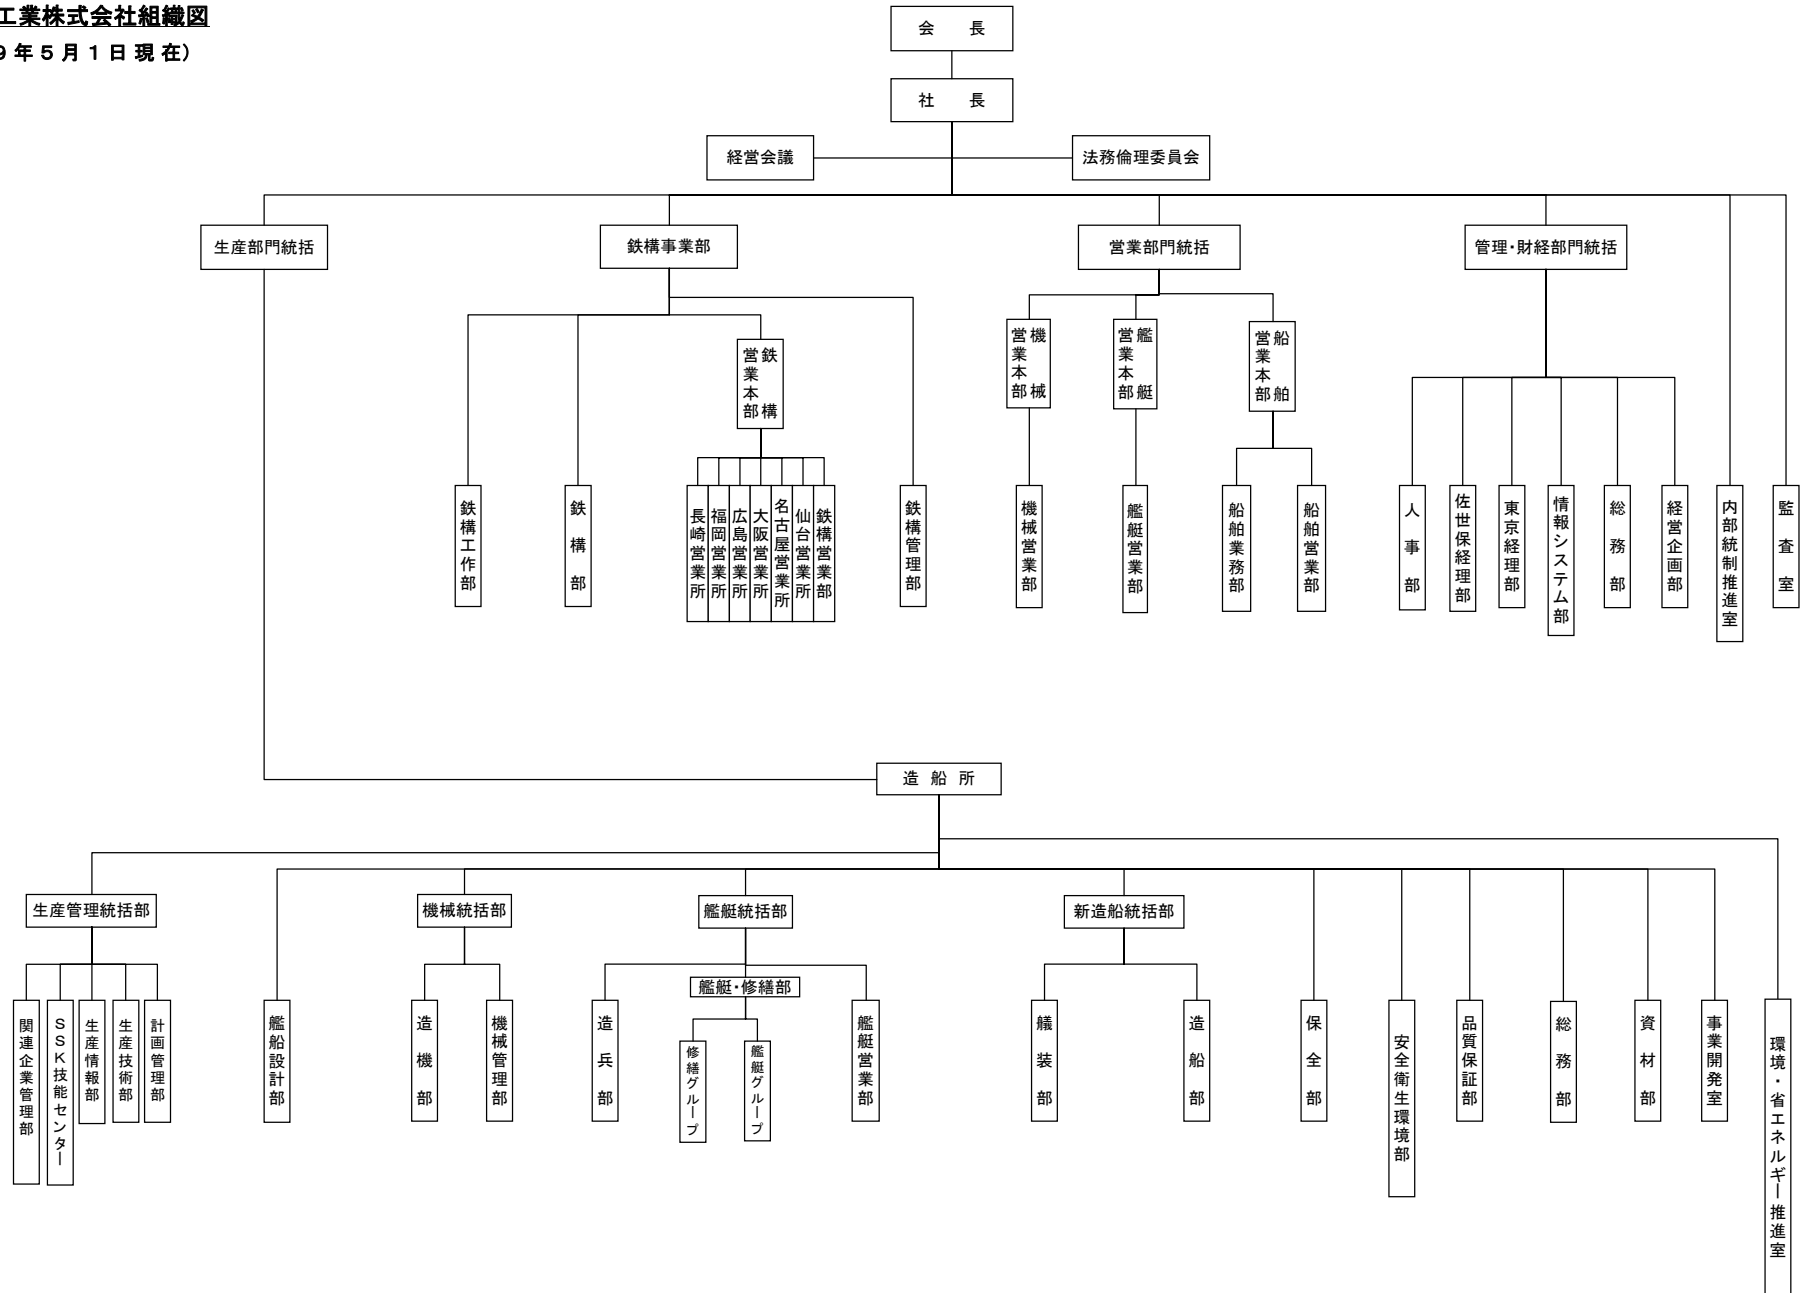 工業株式会社組織図
9年5月1日現在）
会 長
社 長
経営会議
法務倫理委員会
生産部門統括
鉄構事業部
営業部門統括
管理・財経部門統括
機械営業本部
艦艇営業本部
船舶営業本部
鉄構営業本部
鉄構工作部
鉄構部
長崎営業所
福岡営業所
広島営業所
大阪営業所
名古屋営業所
仙台営業所
鉄構営業部
鉄構管理部
機械営業部
艦艇営業部
船舶業務部
船舶営業部
人事部
佐世保経理部
東京経理部
情報システム部
総務部
経営企画部
内部統制推進室
監査室
造船所
生産管理統括部
機械統括部
艦艇統括部
新造船統括部
艦艇・修繕部
関連企業管理部
SSK技能センター
生産情報部
生産技術部
計画管理部
艦船設計部
造機部
機械管理部
造兵部
修繕グループ
艦艇グループ
艦艇営業部
艤装部
造船部
保全部
安全衛生環境部
品質保証部
総務部
資材部
事業開発室
環境・省エネルギー推進室